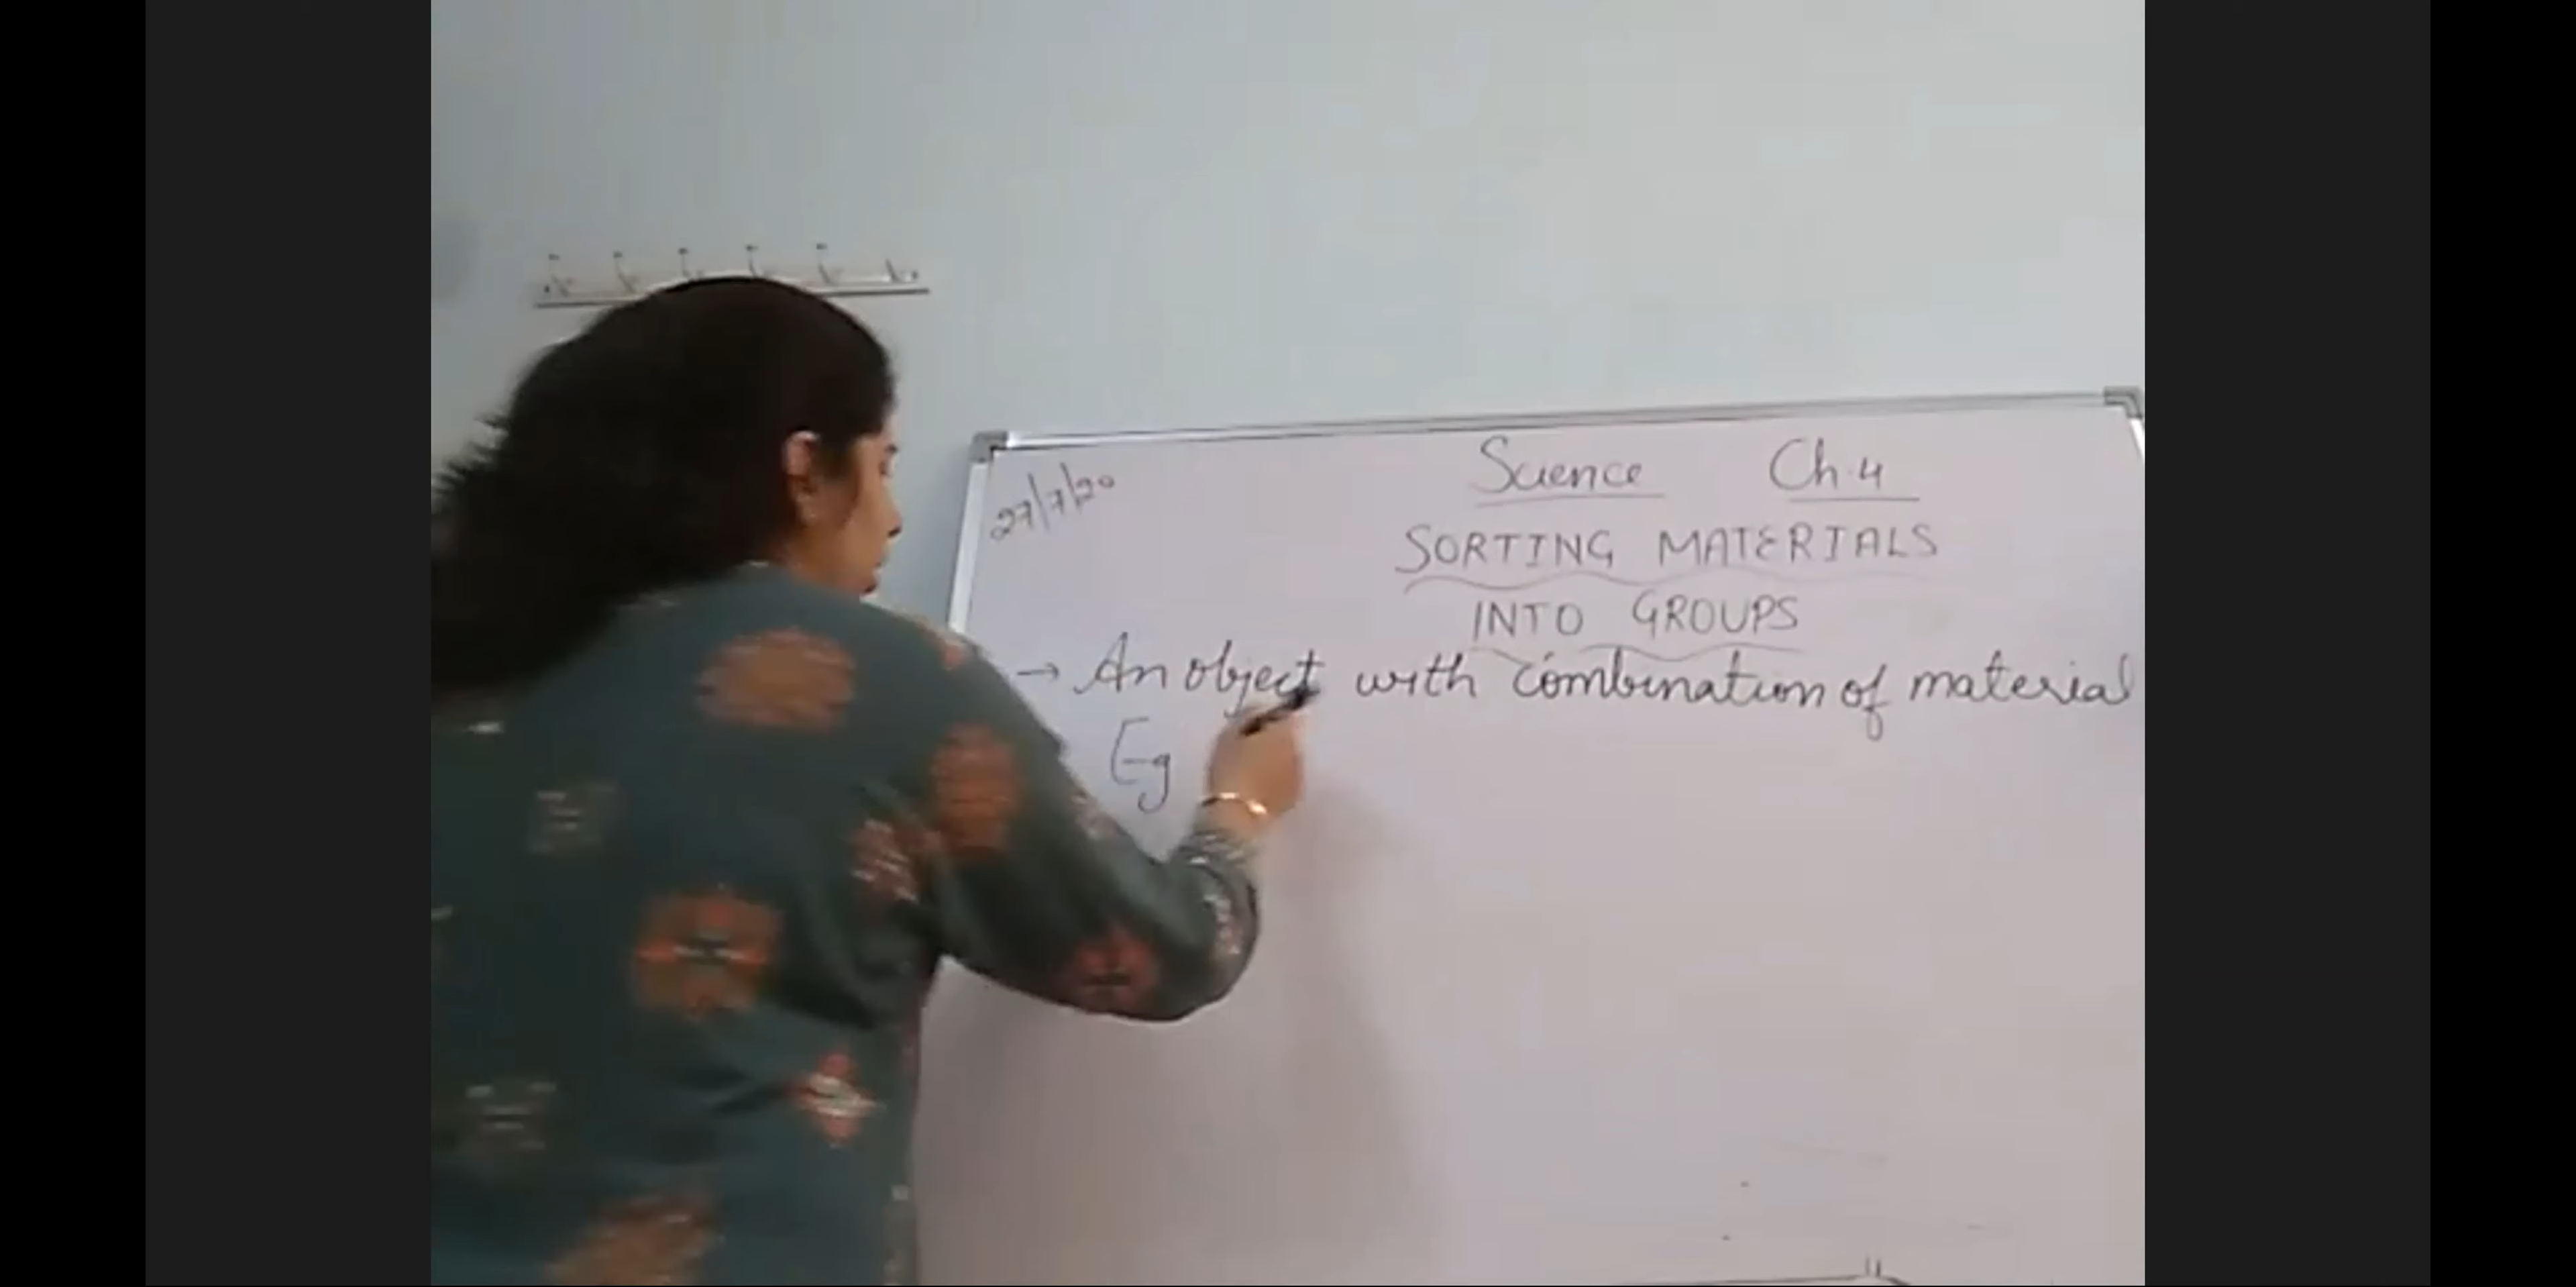 27/7/20
Science Ch.4
SORTING MATERIALS
INTO GROUPS
→ An object with combination of material
Eg